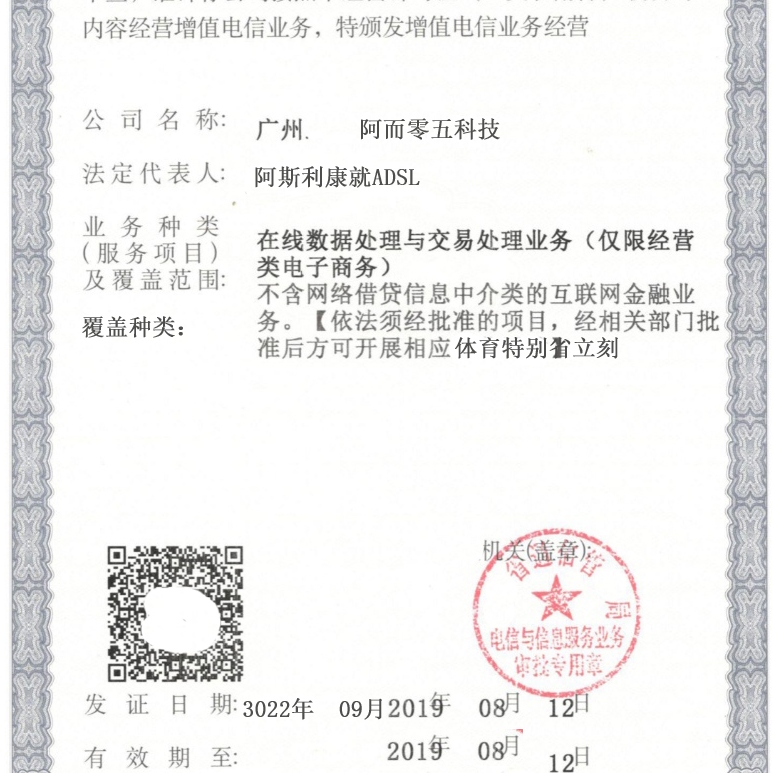 内容经营增值电信业务，特颁发增值电信业务经营
公司名称: 广州. 阿而零五科技
法定代表人: 阿斯利康就ADSL
业务种类
(服务项目)
及覆盖范围:
在线数据处理与交易处理业务（仅限经营
类电子商务）
不含网络借贷信息中介类的互联网金融业
务。【依法须经批准的项目，经相关部门批
准后方可开展相应体育特别省立刻
覆盖种类:
机关(盖章):
省通信管
局
电信与信息服务业务
审批专用章
发证日期: 3022年 09月2019年 08月 12日
有效期至: 2019年 08月 12日